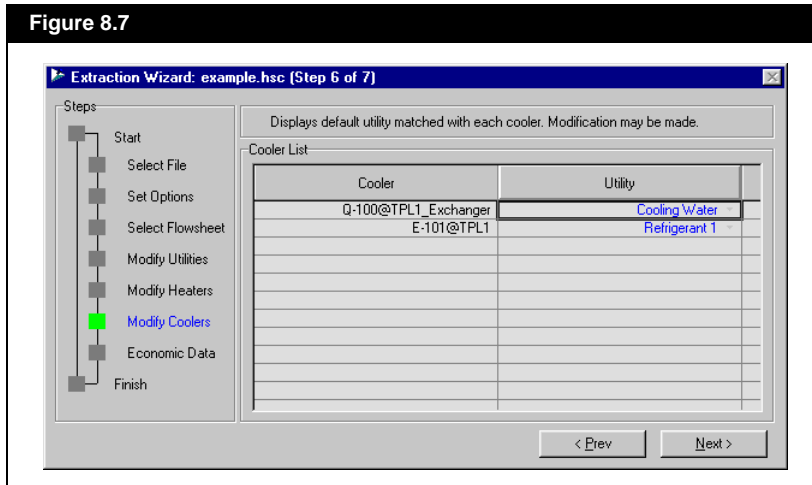 Figure 8.7
Extraction Wizard: example.hsc (Step 6 of 7)
Steps
Start
Select File
Set Options
Select Flowsheet
Modify Utilities
Modify Heaters
Modify Coolers
Economic Data
Finish
Displays default utility matched with each cooler. Modification may be made.
Cooler List
Cooler Utility
Q-100@TPL1_Exchanger Cooling Water
E-101@TPL1 Refrigerant 1
< Prev Next >